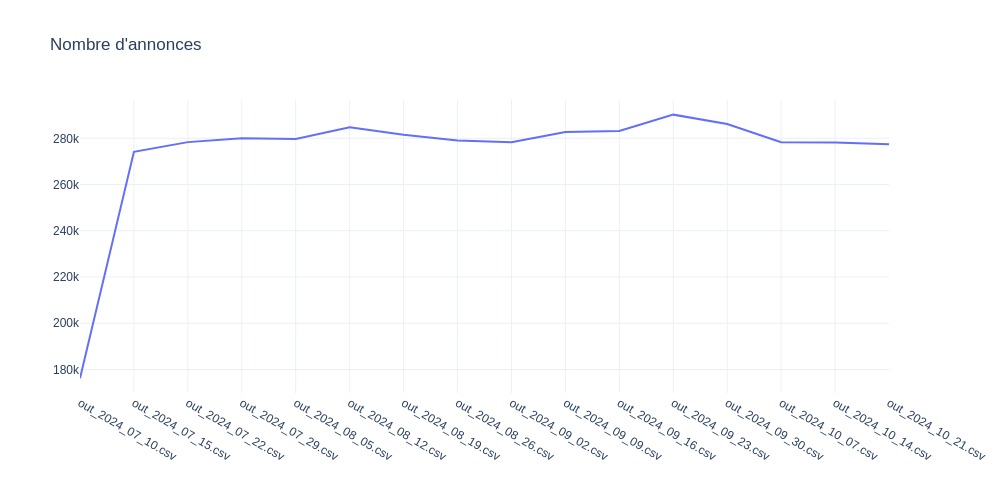 Nombre d'annonces
280k
260k
240k
220k
200k
180k
out_2024_07_10.csv
out_2024_07_15.csv
out_2024_07_22.csv
out_2024_07_29.csv
out_2024_08_05.csv
out_2024_08_12.csv
out_2024_08_19.csv
out_2024_08_26.csv
out_2024_09_02.csv
out_2024_09_09.csv
out_2024_09_16.csv
out_2024_09_23.csv
out_2024_09_30.csv
out_2024_10_07.csv
out_2024_10_14.csv
out_2024_10_21.csv